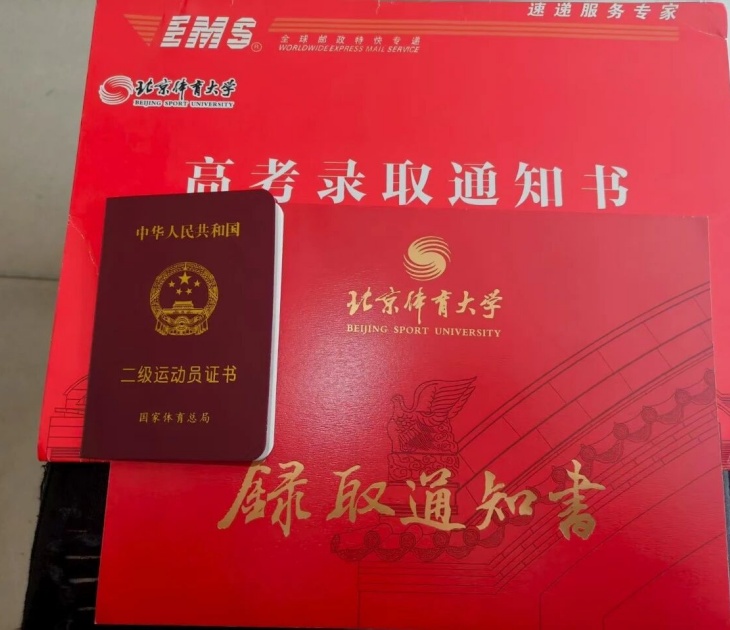 速递服务专家
EMS®
全球邮政特快专递
WORLDWIDE EXPRESS MAIL SERVICE
北京体育大学
BEIJING SPORT UNIVERSITY
高考录取通知书
中华人民共和国
二级运动员证书
国家体育总局
北京体育大学
BEIJING SPORT UNIVERSITY
録取通知書